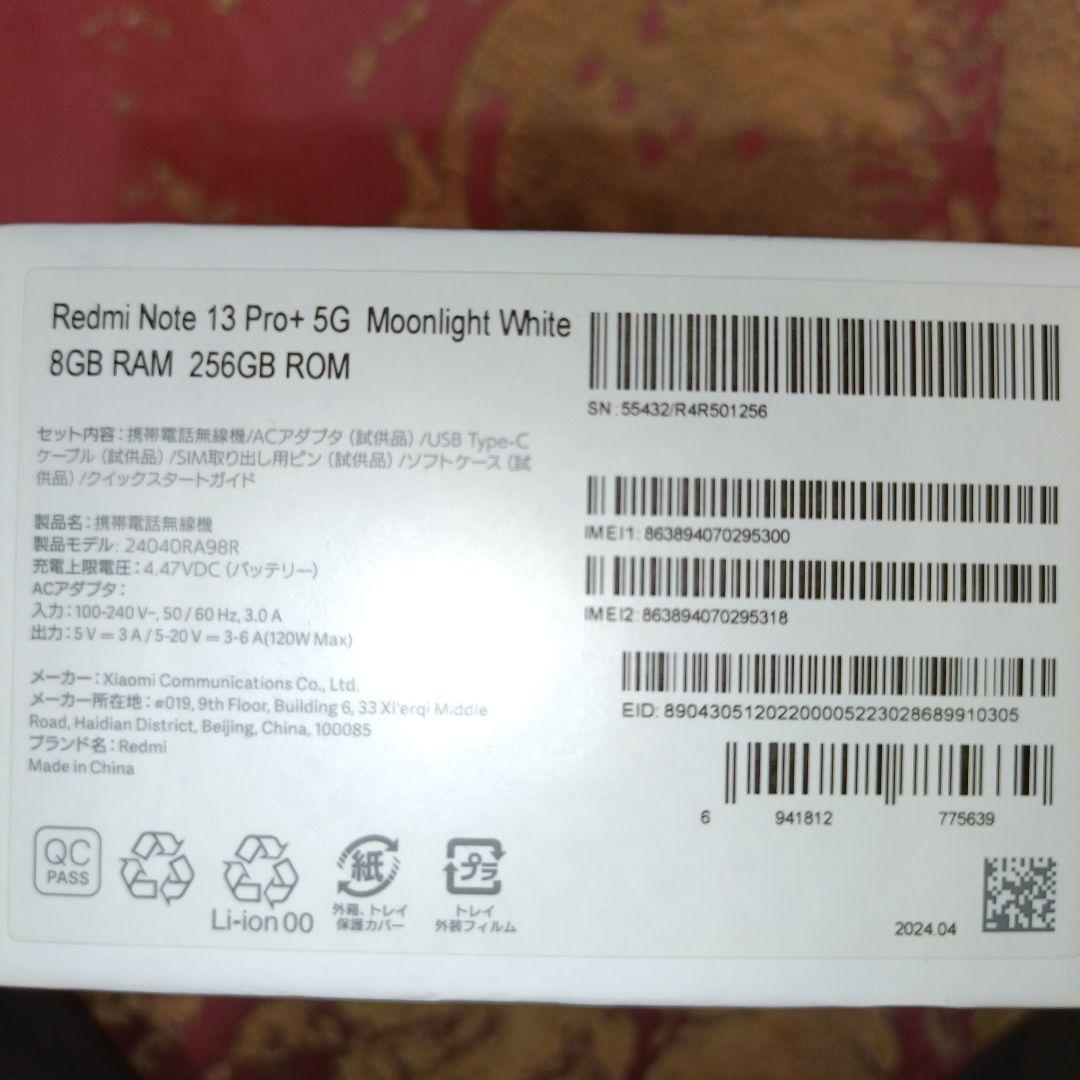 Redmi Note 13 Pro+ 5G Moonlight White
8GB RAM 256GB ROM
セット内容：携帯電話無線機/ACアダプタ（試供品）/USB Type-C
ケーブル（試供品）/SIM取り出し用ピン（試供品）/ソフトケース（試
供品）/クイックスタートガイド
製品名：携帯電話無線機
製品モデル: 24040RA98R
充電上限電圧：4.47VDC（バッテリー）
ACアダプタ：
入力：100-240 V~, 50 / 60 Hz, 3.0 A
出力：5 V ⎓ 3 A / 5-20 V ⎓ 3-6 A(120W Max)
メーカー：Xiaomi Communications Co., Ltd.
メーカー所在地：#019, 9th Floor, Building 6, 33 Xi'erqi Middle
Road, Haidian District, Beijing, China, 100085
ブランド名：Redmi
Made in China
QC
PASS
Li-ion 00
紙
外箱、トレイ
保護カバー
プラ
トレイ
外装フィルム
SN:55432/R4R501256
IMEI1: 863894070295300
IMEI2: 863894070295318
EID: 89043051202200005223028689910305
6 941812 775639
2024.04